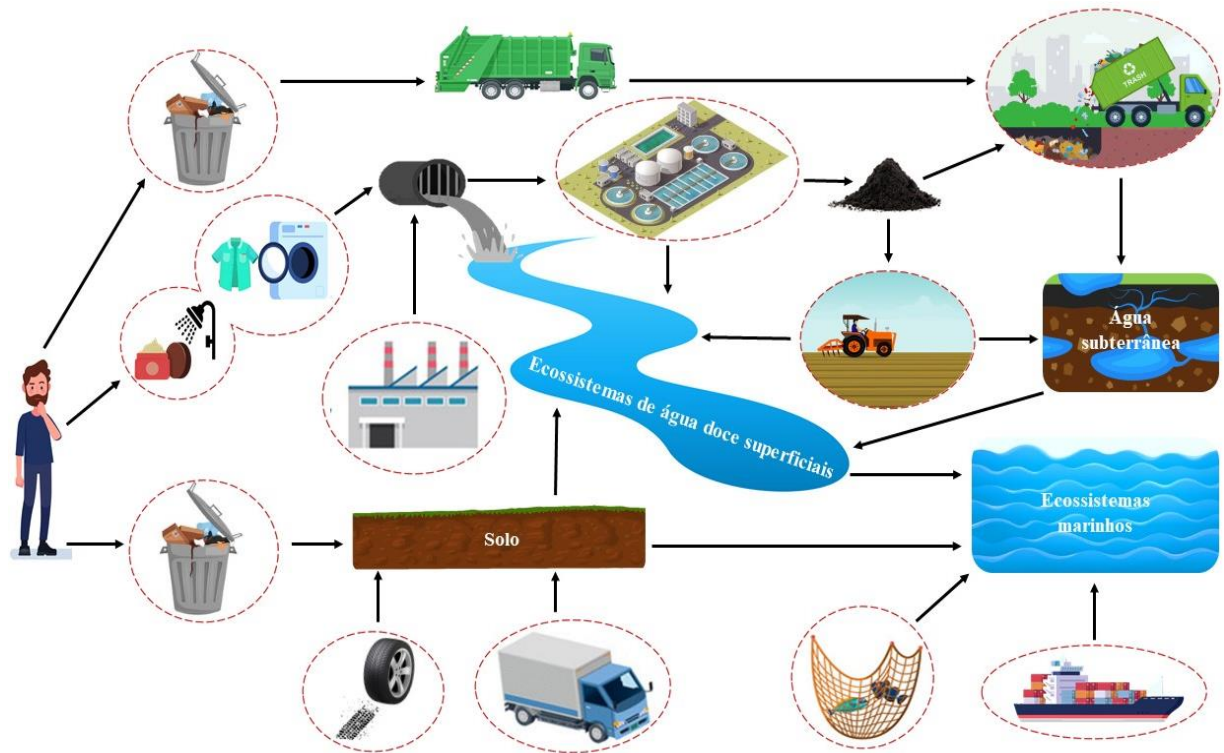 TRASH
Água
subterrânea
Ecossistemas de água doce superficiais
Ecossistemas
marinhos
Solo